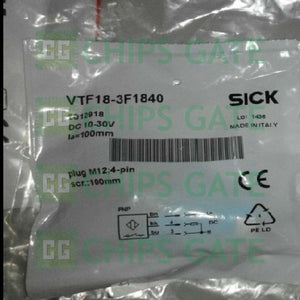 CHIPS GATE
VTF18-3F1840
SICK
DC 10-30V
MADE IN ITALY
Ia=100mm
CHIPS GATE
plug M12;4-pin
CE
PNP
PE LD
CHIPS GATE